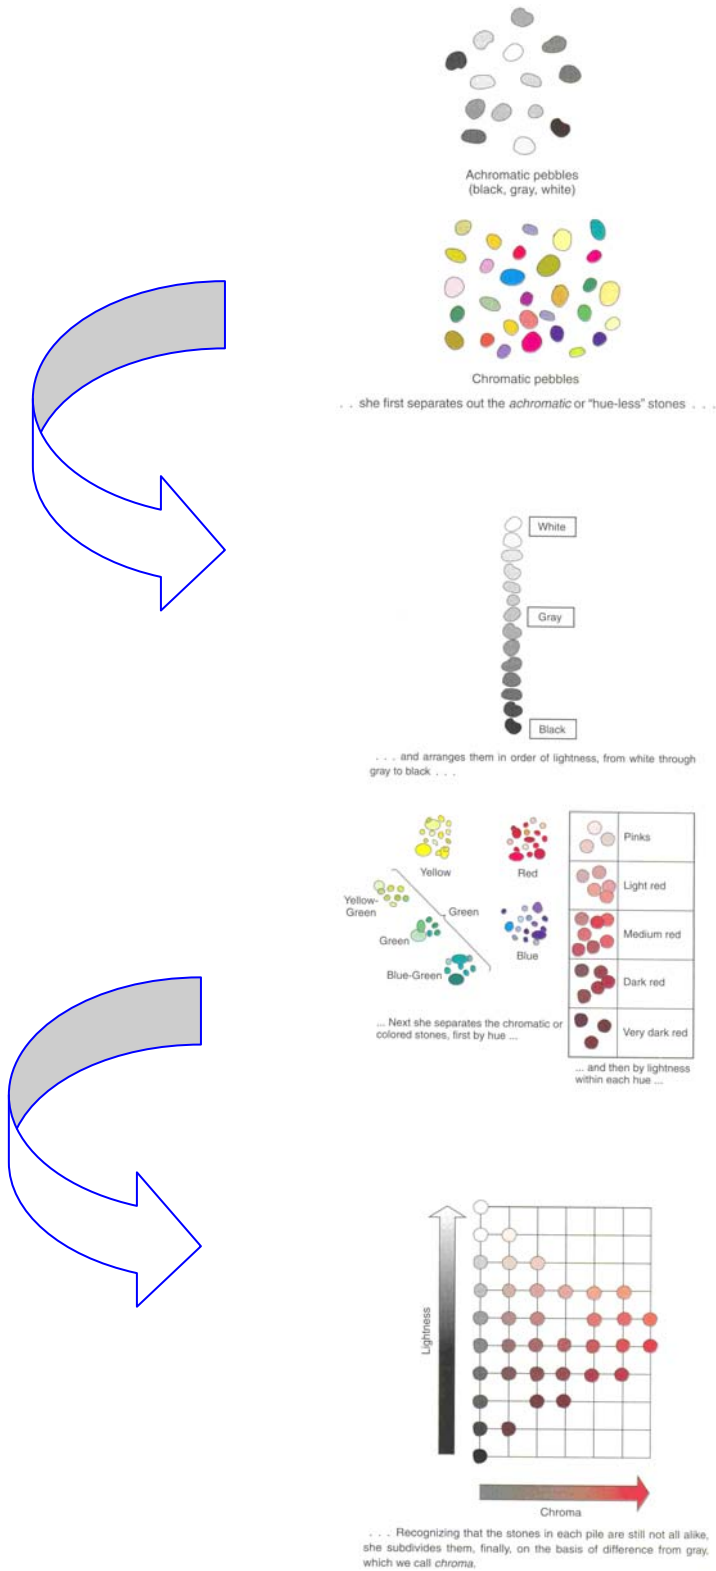 Achromatic pebbles
(black, gray, white)
Chromatic pebbles
. . she first separates out the achromatic or "hue-less" stones . . .
White
Gray
Black
. . . and arranges them in order of lightness, from white through
gray to black . . .
Yellow
Red
Yellow-
Green
Green
Green
Blue-Green
Blue
Pinks
Light red
Medium red
Dark red
Very dark red
... Next she separates the chromatic or
colored stones, first by hue ...
... and then by lightness
within each hue ...
Lightness
Chroma
. . . Recognizing that the stones in each pile are still not all alike,
she subdivides them, finally, on the basis of difference from gray,
which we call chroma.